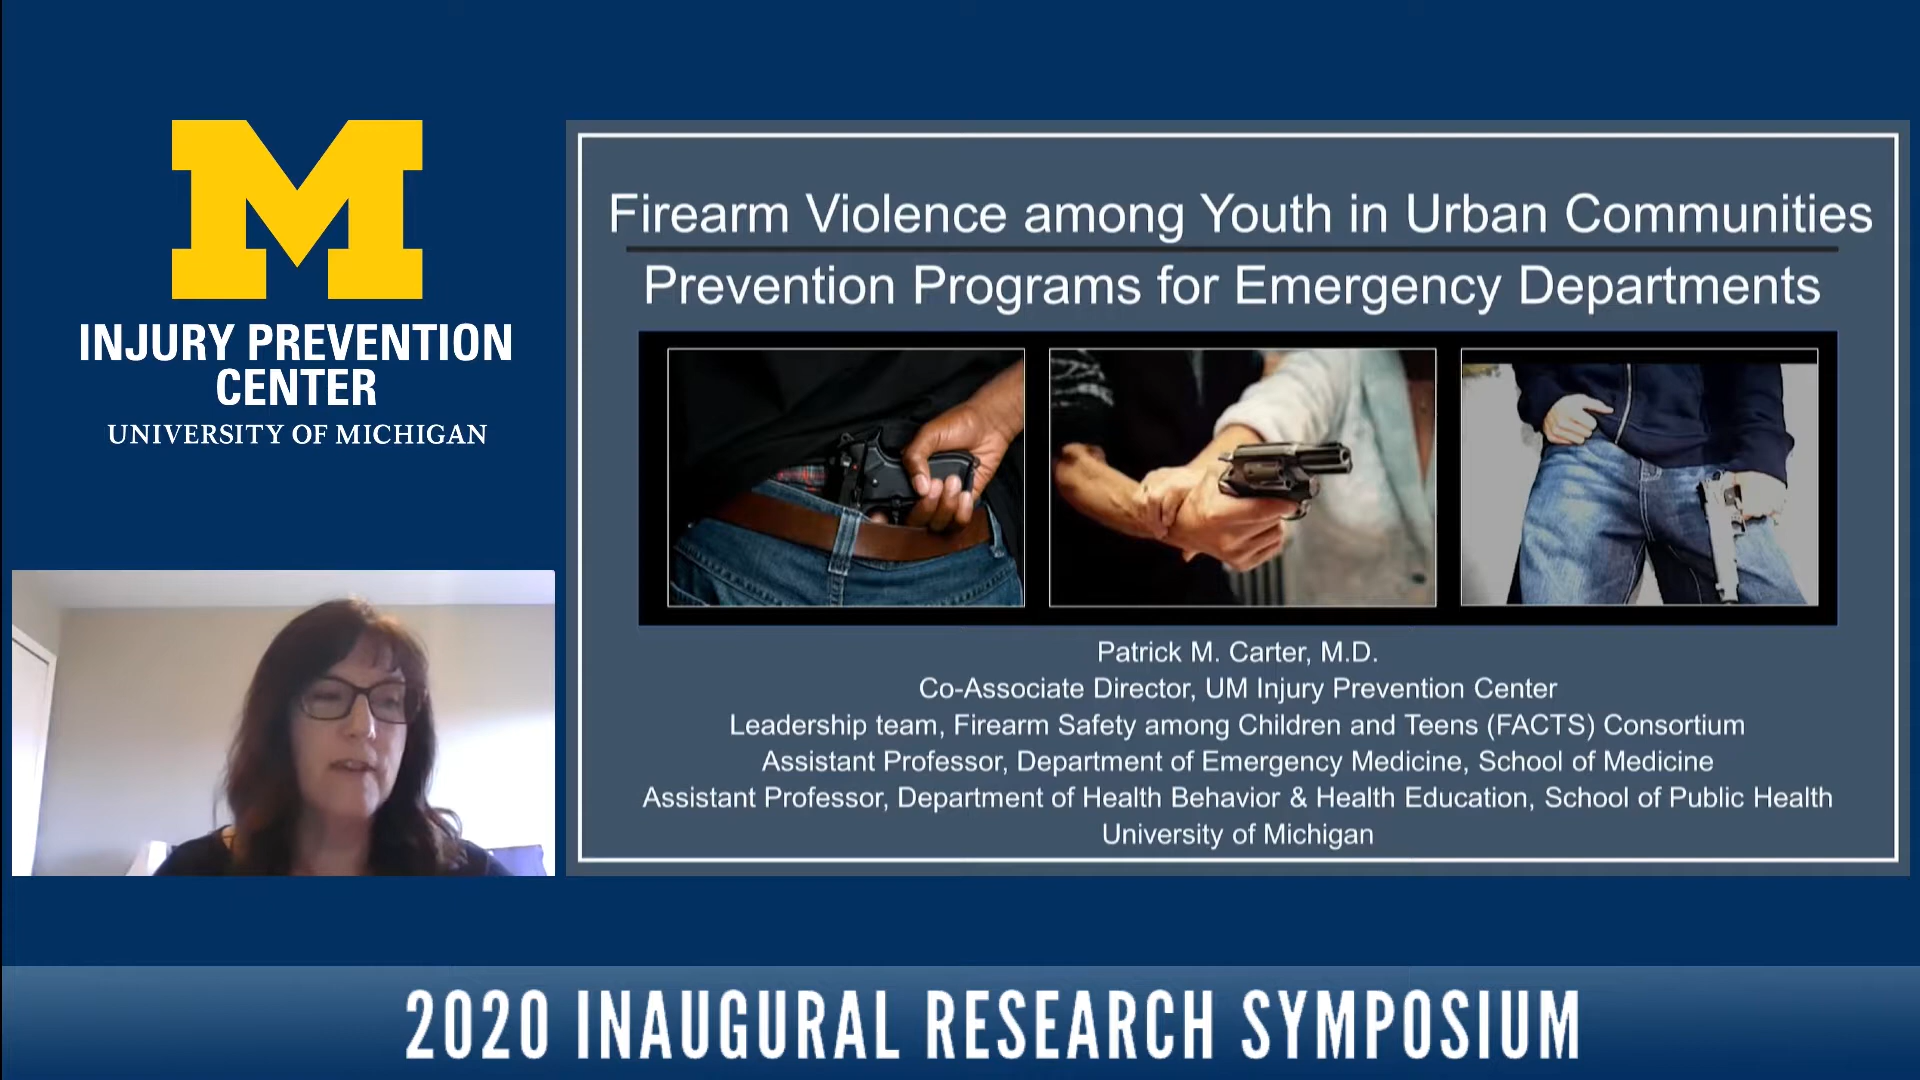 M
INJURY PREVENTION
CENTER
UNIVERSITY OF MICHIGAN
Firearm Violence among Youth in Urban Communities
Prevention Programs for Emergency Departments
Patrick M. Carter, M.D.
Co-Associate Director, UM Injury Prevention Center
Leadership team, Firearm Safety among Children and Teens (FACTS) Consortium
Assistant Professor, Department of Emergency Medicine, School of Medicine
Assistant Professor, Department of Health Behavior & Health Education, School of Public Health
University of Michigan
2020 INAUGURAL RESEARCH SYMPOSIUM